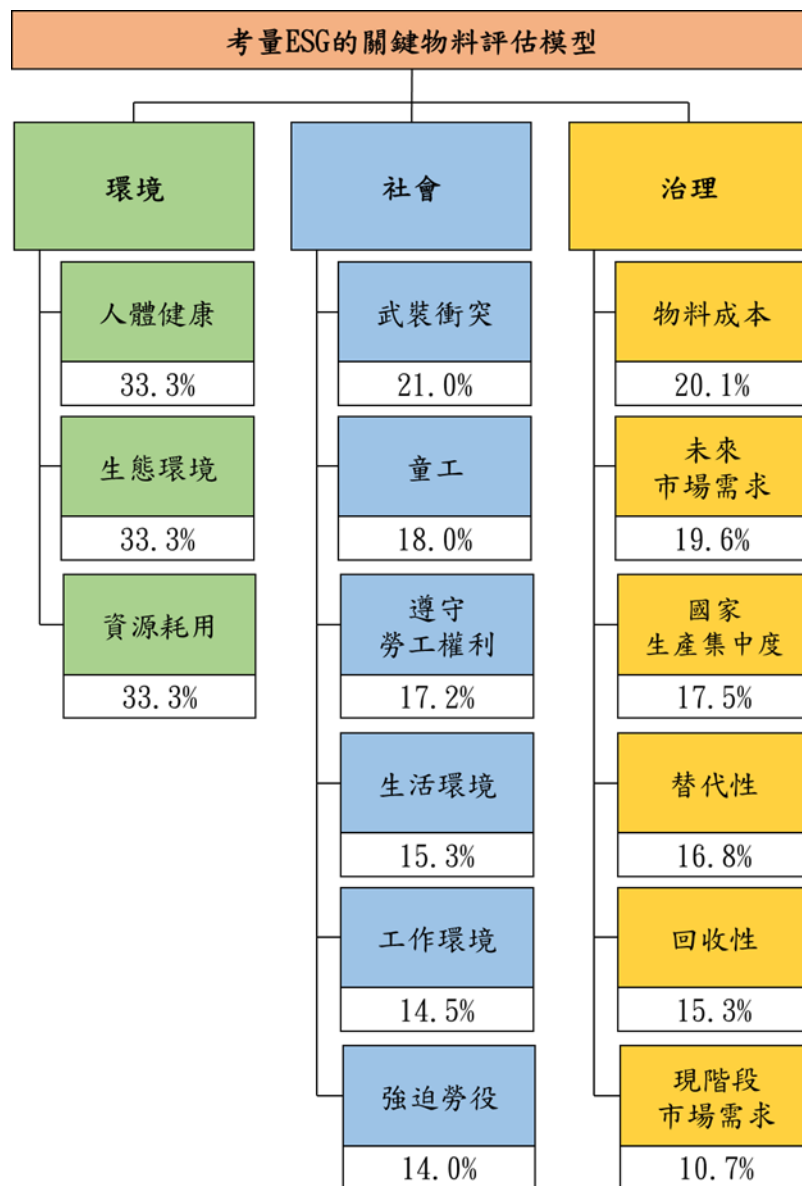 考量ESG的關鍵物料評估模型
環境
人體健康
33.3%
生態環境
33.3%
資源耗用
33.3%
社會
武裝衝突
21.0%
童工
18.0%
遵守
勞工權利
17.2%
生活環境
15.3%
工作環境
14.5%
強迫勞役
14.0%
治理
物料成本
20.1%
未來
市場需求
19.6%
國家
生產集中度
17.5%
替代性
16.8%
回收性
15.3%
現階段
市場需求
10.7%